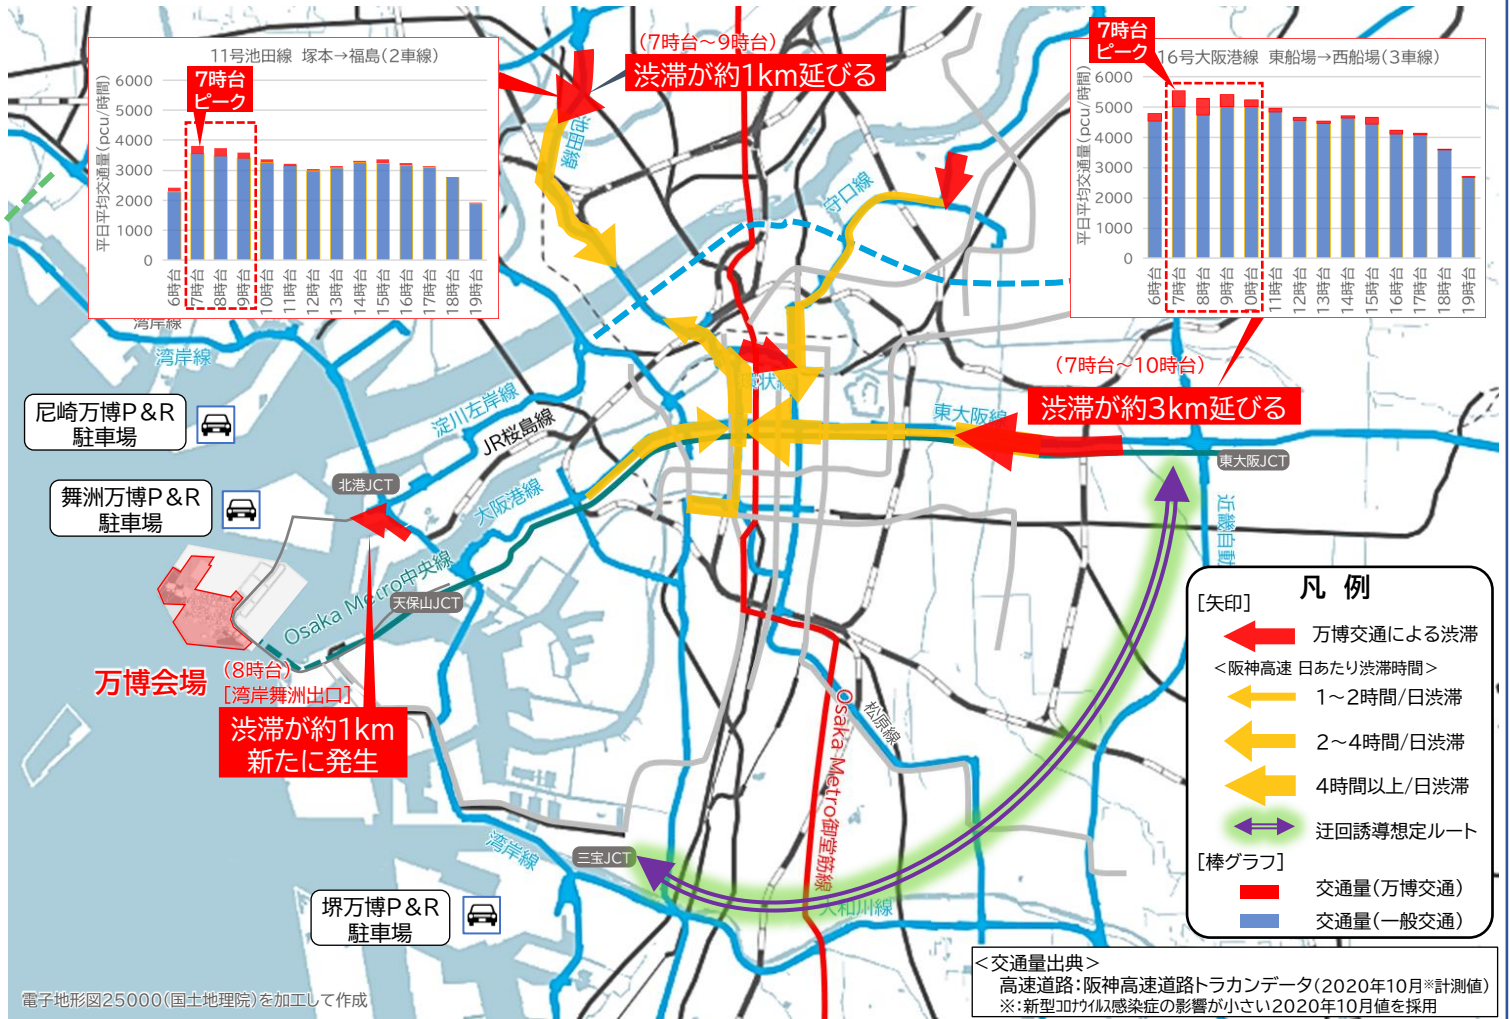 11号池田線 塚本→福島(2車線)
平日平均交通量(pcu/時間)
6000
5000
4000
3000
2000
1000
0
7時台
ピーク
6時台
7時台
8時台
9時台
10時台
11時台
12時台
13時台
14時台
15時台
16時台
17時台
18時台
19時台
(7時台～9時台)
渋滞が約1km延びる
16号大阪港線 東船場→西船場(3車線)
平日平均交通量(pcu/時間)
6000
5000
4000
3000
2000
1000
0
7時台
ピーク
6時台
7時台
8時台
9時台
10時台
11時台
12時台
13時台
14時台
15時台
16時台
17時台
18時台
19時台
(7時台～10時台)
渋滞が約3km延びる
池田線
守口線
湾岸線
湾岸線
淀川左岸線
JR桜島線
環状線
東大阪線
東大阪JCT
近畿自動
大阪港線
北港JCT
尼崎万博P&R
駐車場
舞洲万博P&R
駐車場
Osaka Metro中央線
天保山JCT
万博会場
(8時台)
[湾岸舞洲出口]
渋滞が約1km
新たに発生
松原線
Osaka Metro御堂筋線
湾岸線
三宝JCT
大和川線
堺万博P&R
駐車場
凡 例
[矢印]
万博交通による渋滞
<阪神高速 日あたり渋滞時間>
1～2時間/日渋滞
2～4時間/日渋滞
4時間以上/日渋滞
迂回誘導想定ルート
[棒グラフ]
交通量(万博交通)
交通量(一般交通)
<交通量出典>
高速道路:阪神高速道路トラカンデータ(2020年10月※計測値)
※:新型コロナウイルス感染症の影響が小さい2020年10月値を採用
電子地形図25000(国土地理院)を加工して作成